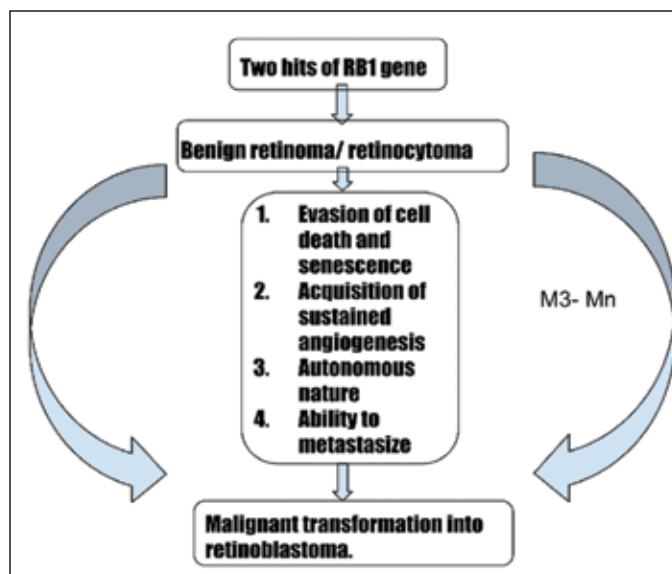 Two hits of RB1 gene
Benign retinoma/ retinocytoma
1. Evasion of cell
death and
senescence
2. Acquisition of
sustained
angiogenesis
3. Autonomous
nature
4. Ability to
metastasize
M3- Mn
Malignant transformation into
retinoblastoma.